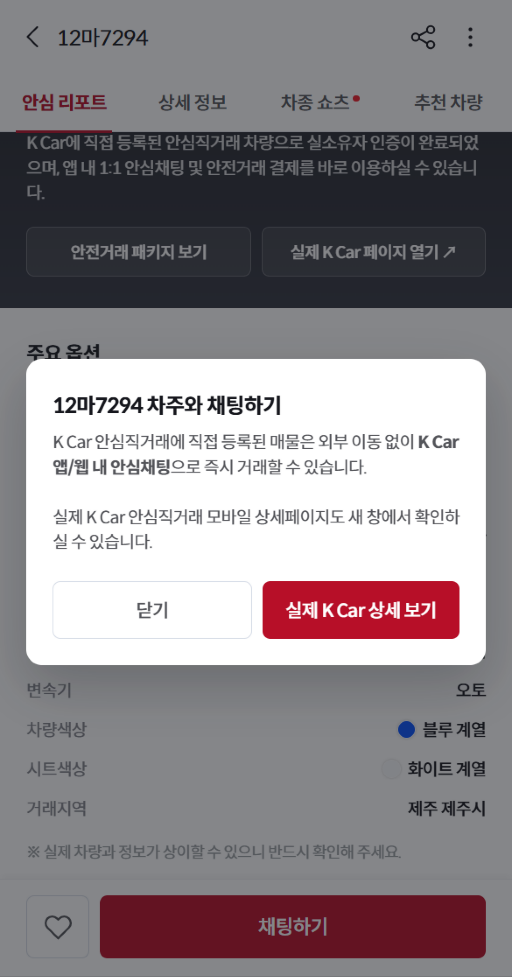 12마7294
안심 리포트
상세 정보
차종 쇼츠
추천 차량
K Car에 직접 등록된 안심직거래 차량으로 실소유자 인증이 완료되었
으며, 앱 내 1:1 안심채팅 및 안전거래 결제를 바로 이용하실 수 있습니
다.
안전거래 패키지 보기
실제 K Car 페이지 열기 ↗
주요 옵션
12마7294 차주와 채팅하기
K Car 안심직거래에 직접 등록된 매물은 외부 이동 없이 K Car
앱/웹 내 안심채팅으로 즉시 거래할 수 있습니다.
실제 K Car 안심직거래 모바일 상세페이지도 새 창에서 확인하
실 수 있습니다.
닫기
실제 K Car 상세 보기
변속기
오토
차량색상
블루 계열
시트색상
화이트 계열
거래지역
제주 제주시
※ 실제 차량과 정보가 상이할 수 있으니 반드시 확인해 주세요.
채팅하기